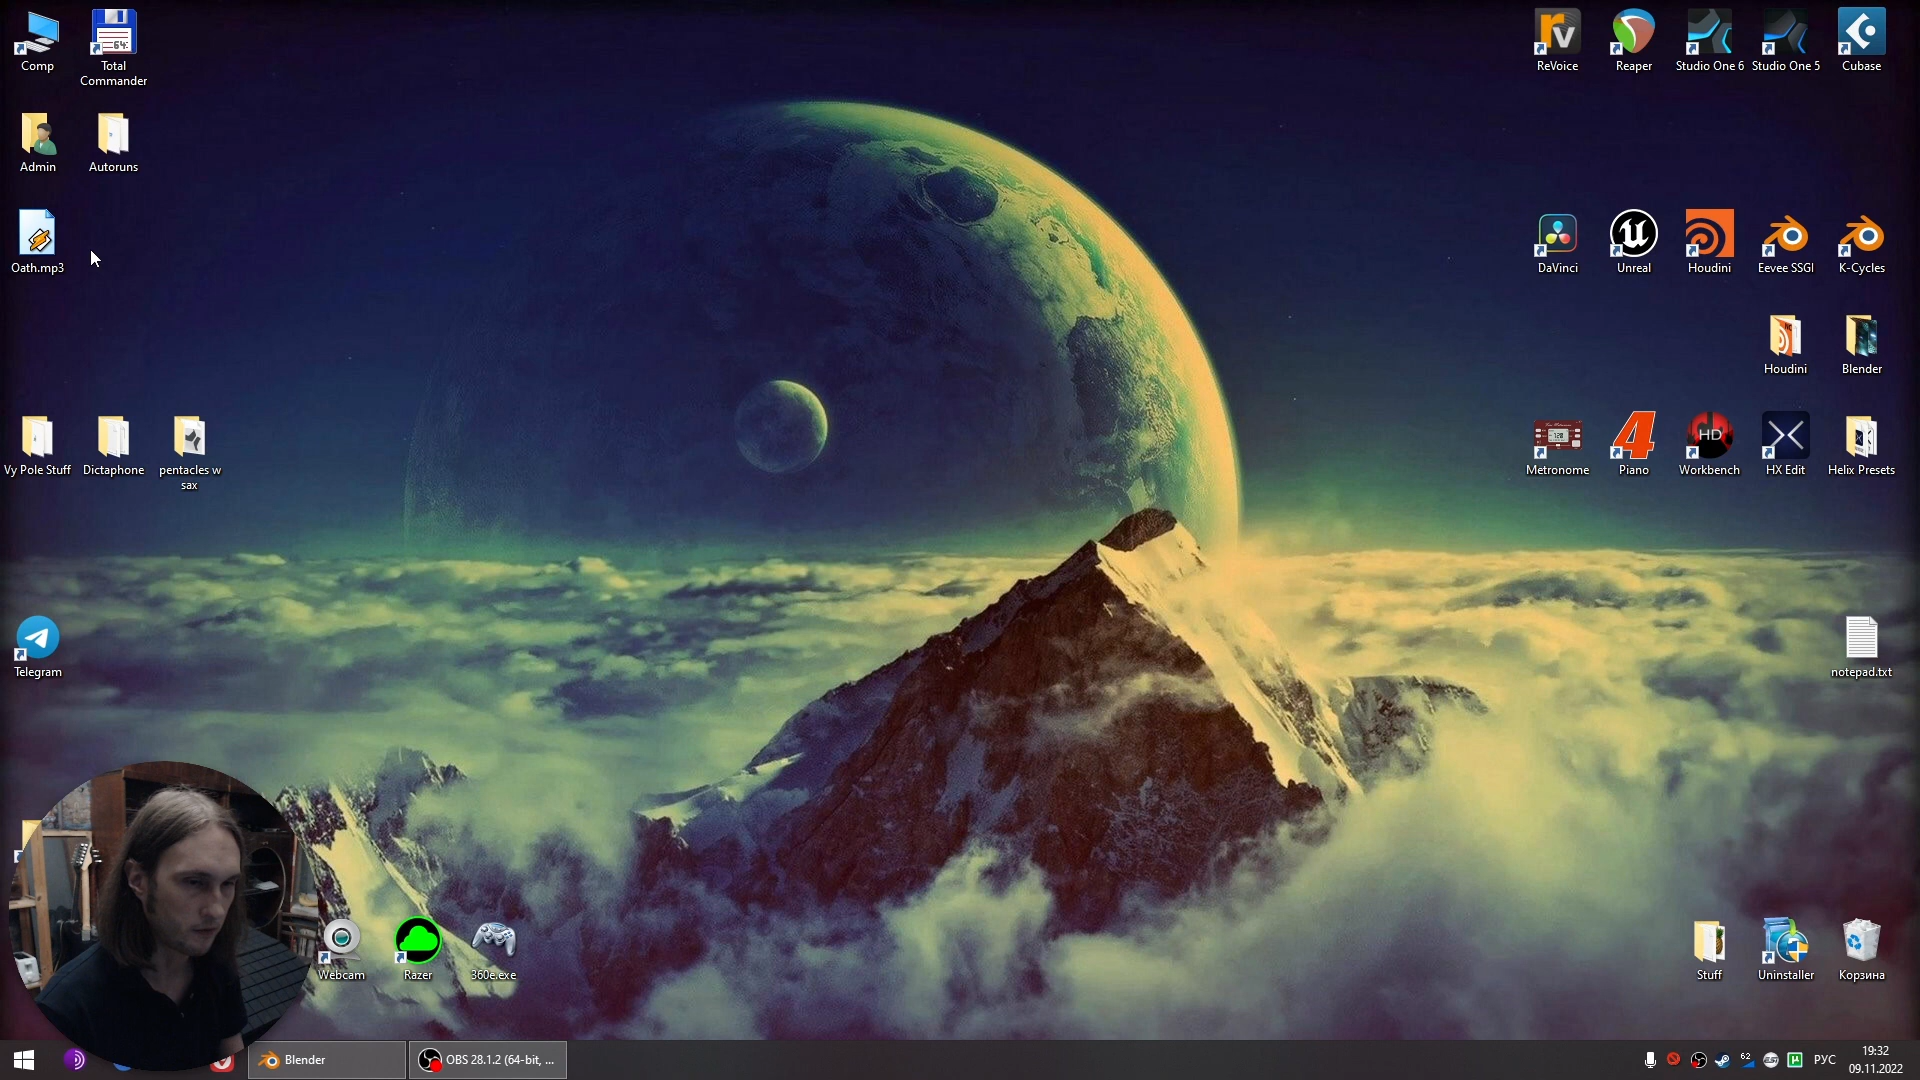 Comp
Total
Commander
ReVoice
Reaper
Studio One 6
Studio One 5
Cubase
64
Admin
Autoruns
Oath.mp3
DaVinci
Unreal
Houdini
Eevee SSGI
K-Cycles
Houdini
Blender
HD
Vy Pole Stuff
Dictaphone
pentacles w
sax
Metronome
Piano
Workbench
HX Edit
Helix Presets
Telegram
notepad.txt
Webcam
Razer
360e.exe
Stuff
Uninstaller
Корзина
Blender
OBS 28.1.2 (64-bit, ...
62
РУС
19:32
09.11.2022